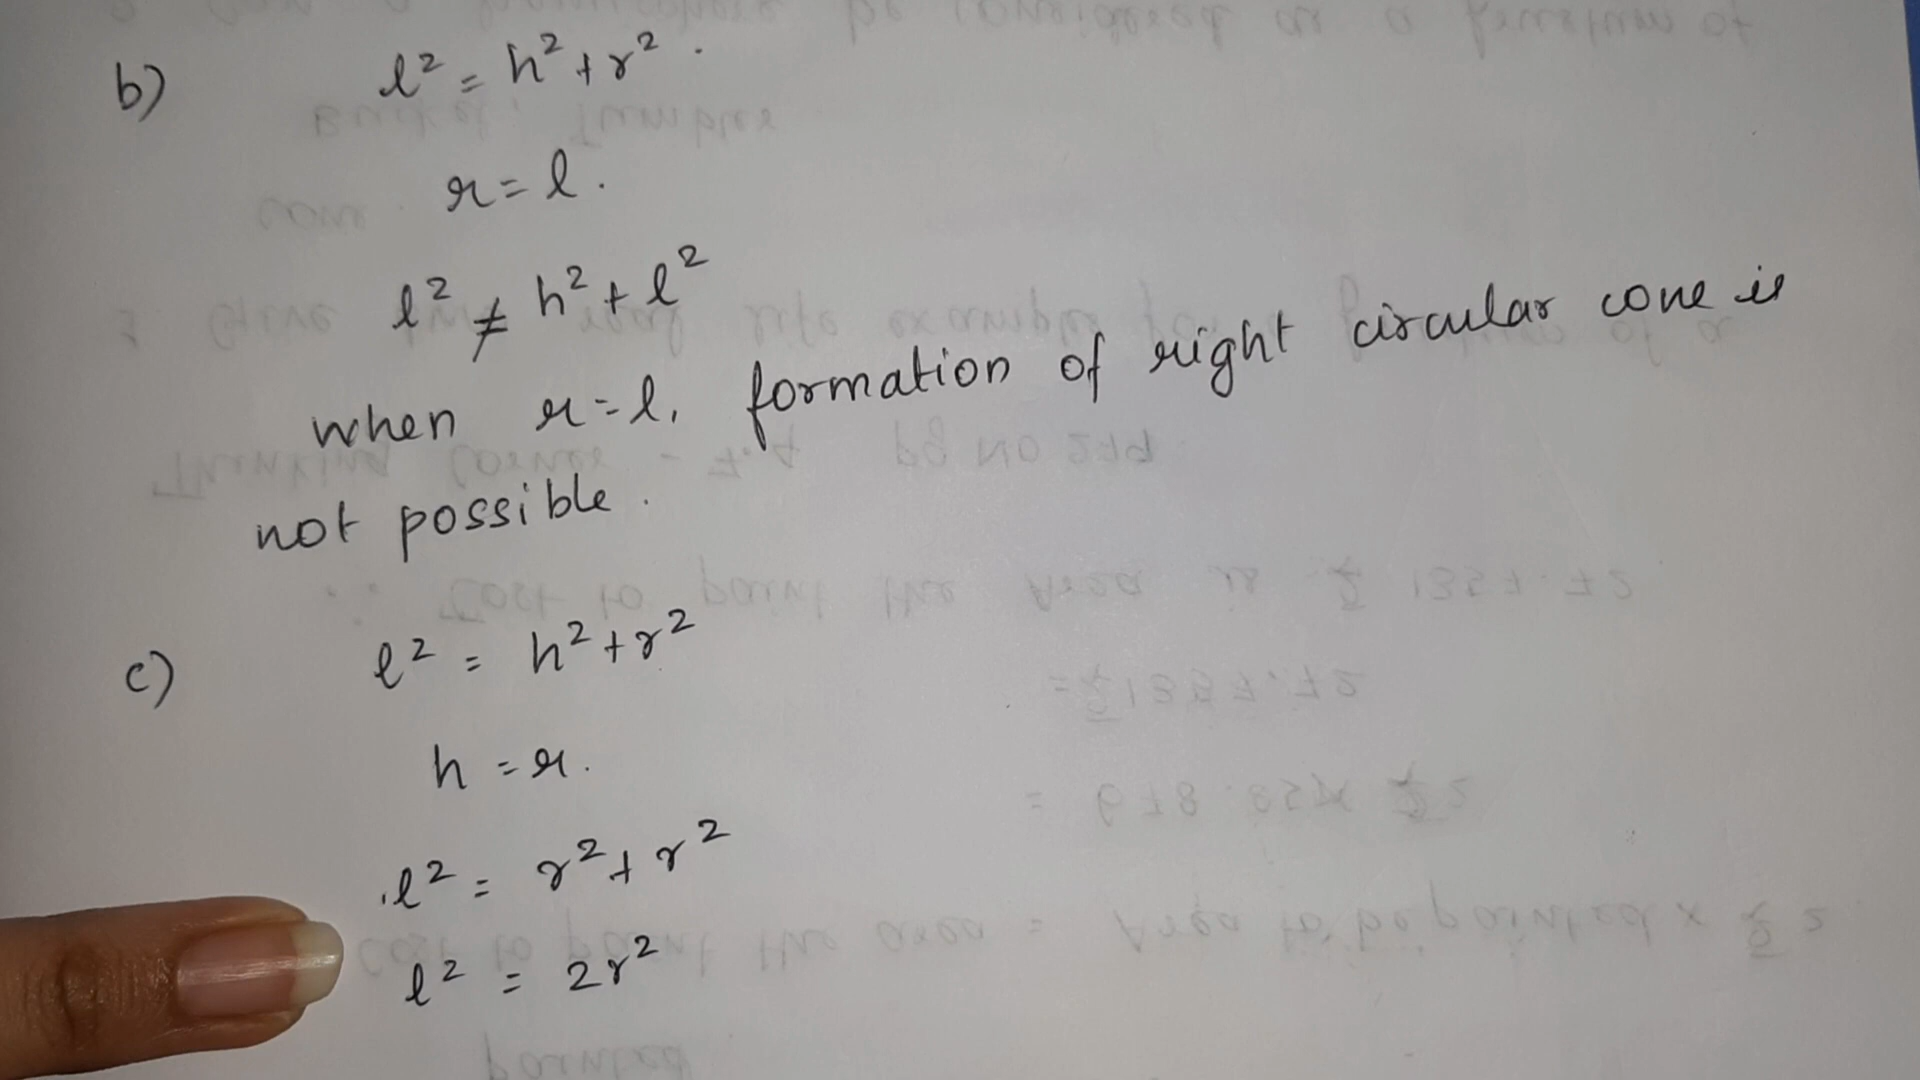 b) l² = h² + r².
r = l.
l² ≠ h² + l²
when r = l, formation of right circular cone is
not possible.
c) l² = h² + r²
h = r.
l² = r² + r²
l² = 2r²